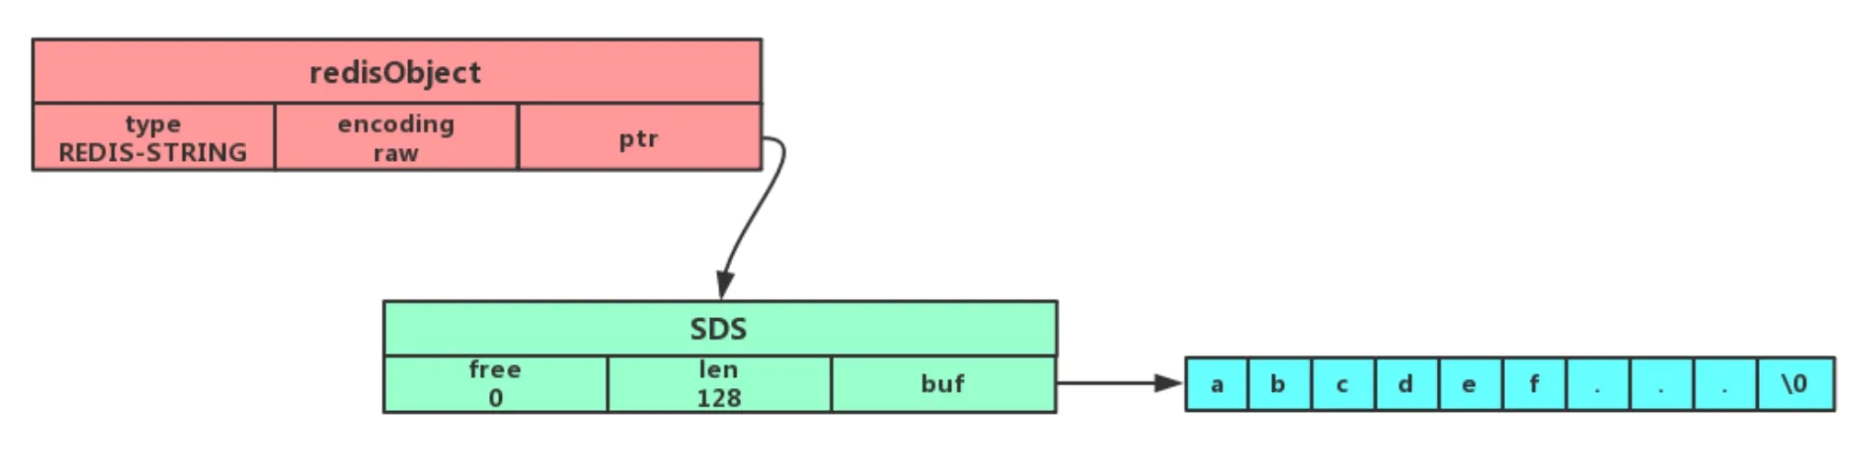 redisObject
type
REDIS-STRING
encoding
raw
ptr
SDS
free
0
len
128
buf
a b c d e f . . . \0